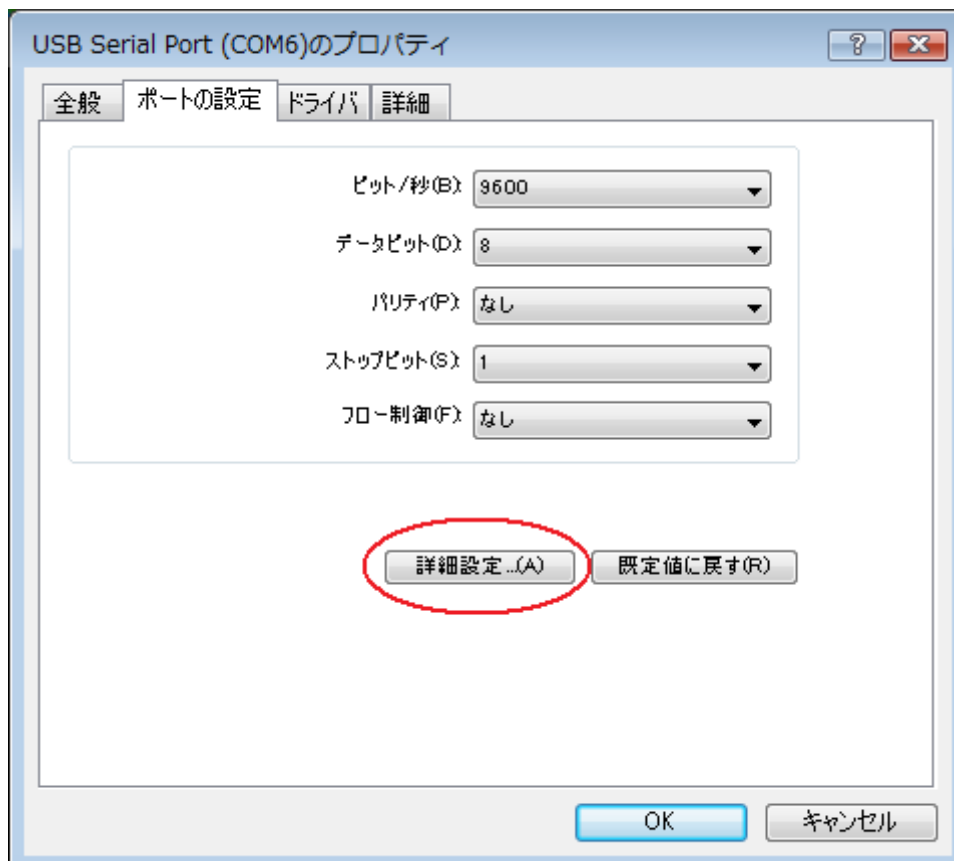 USB Serial Port (COM6)のプロパティ
全般 ポートの設定 ドライバ 詳細
ビット/秒(B): 9600
データ ビット(D): 8
パリティ(P): なし
ストップ ビット(S): 1
フロー制御(F): なし
詳細設定...(A) 既定値に戻す(R)
OK キャンセル